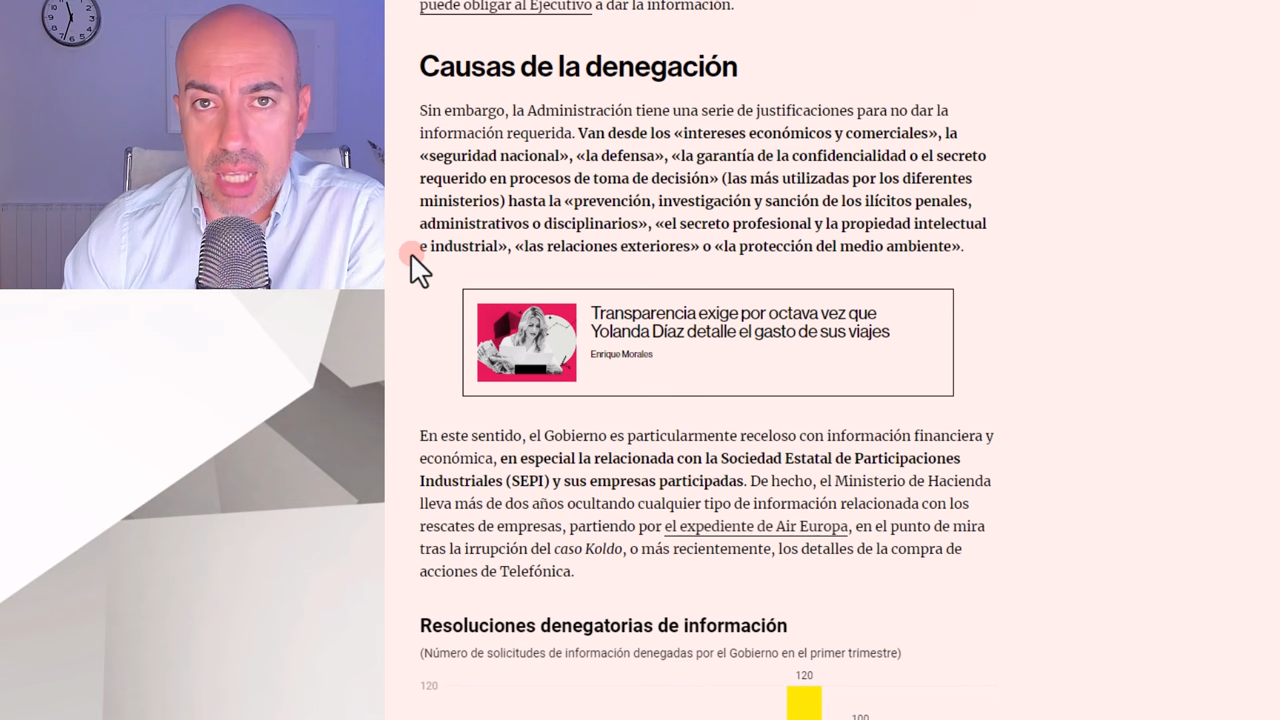 puede obligar al Ejecutivo a dar la información.
Causas de la denegación
Sin embargo, la Administración tiene una serie de justificaciones para no dar la
información requerida. Van desde los «intereses económicos y comerciales», la
«seguridad nacional», «la defensa», «la garantía de la confidencialidad o el secreto
requerido en procesos de toma de decisión» (las más utilizadas por los diferentes
ministerios) hasta la «prevención, investigación y sanción de los ilícitos penales,
administrativos o disciplinarios», «el secreto profesional y la propiedad intelectual
e industrial», «las relaciones exteriores» o «la protección del medio ambiente».
Transparencia exige por octava vez que
Yolanda Díaz detalle el gasto de sus viajes
Enrique Morales
En este sentido, el Gobierno es particularmente receloso con información financiera y
económica, en especial la relacionada con la Sociedad Estatal de Participaciones
Industriales (SEPI) y sus empresas participadas. De hecho, el Ministerio de Hacienda
lleva más de dos años ocultando cualquier tipo de información relacionada con los
rescates de empresas, partiendo por el expediente de Air Europa, en el punto de mira
tras la irrupción del caso Koldo, o más recientemente, los detalles de la compra de
acciones de Telefónica.
Resoluciones denegatorias de información
(Número de solicitudes de información denegadas por el Gobierno en el primer trimestre)
120
120
100